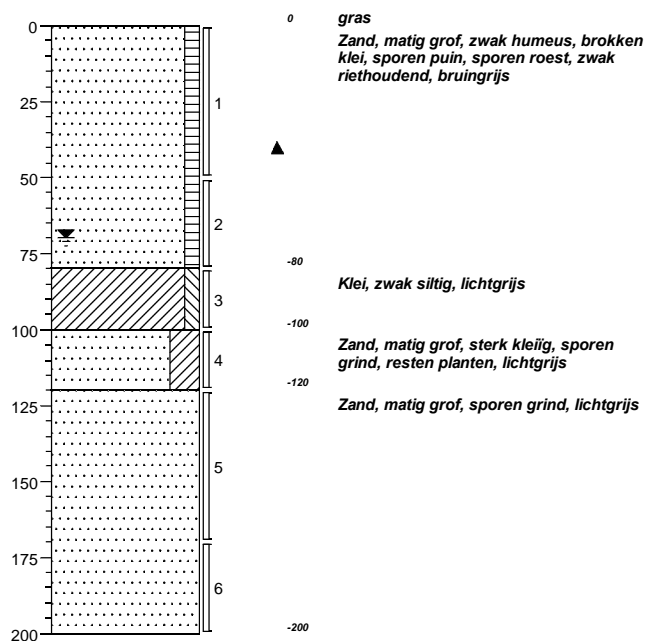 0
25
50
75
100
125
150
175
200
1
2
3
4
5
6
0
-80
-100
-120
-200
gras
Zand, matig grof, zwak humeus, brokken
klei, sporen puin, sporen roest, zwak
riethoudend, bruingrijs
Klei, zwak siltig, lichtgrijs
Zand, matig grof, sterk kleiïg, sporen
grind, resten planten, lichtgrijs
Zand, matig grof, sporen grind, lichtgrijs